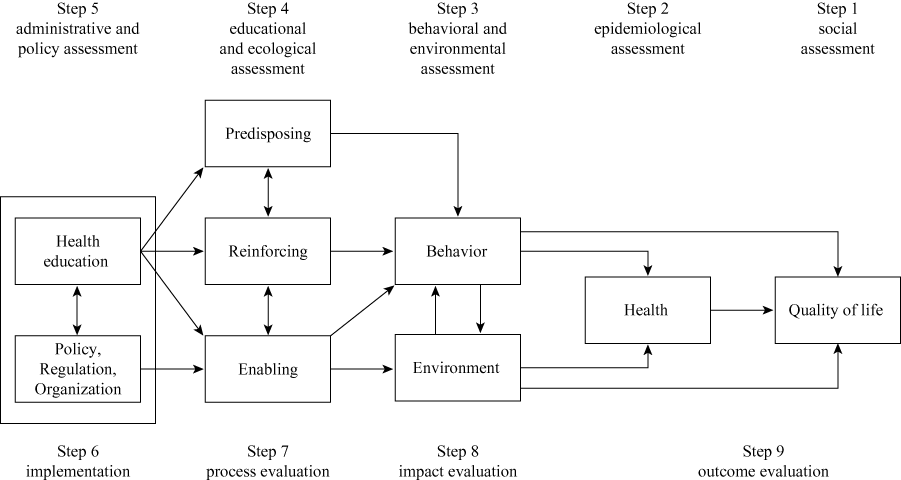 Step 5
administrative and
policy assessment
Step 4
educational
and ecological
assessment
Step 3
behavioral and
environmental
assessment
Step 2
epidemiological
assessment
Step 1
social
assessment
Predisposing
Health
education
Reinforcing
Behavior
Health
Quality of life
Policy,
Regulation,
Organization
Enabling
Environment
Step 6
implementation
Step 7
process evaluation
Step 8
impact evaluation
Step 9
outcome evaluation